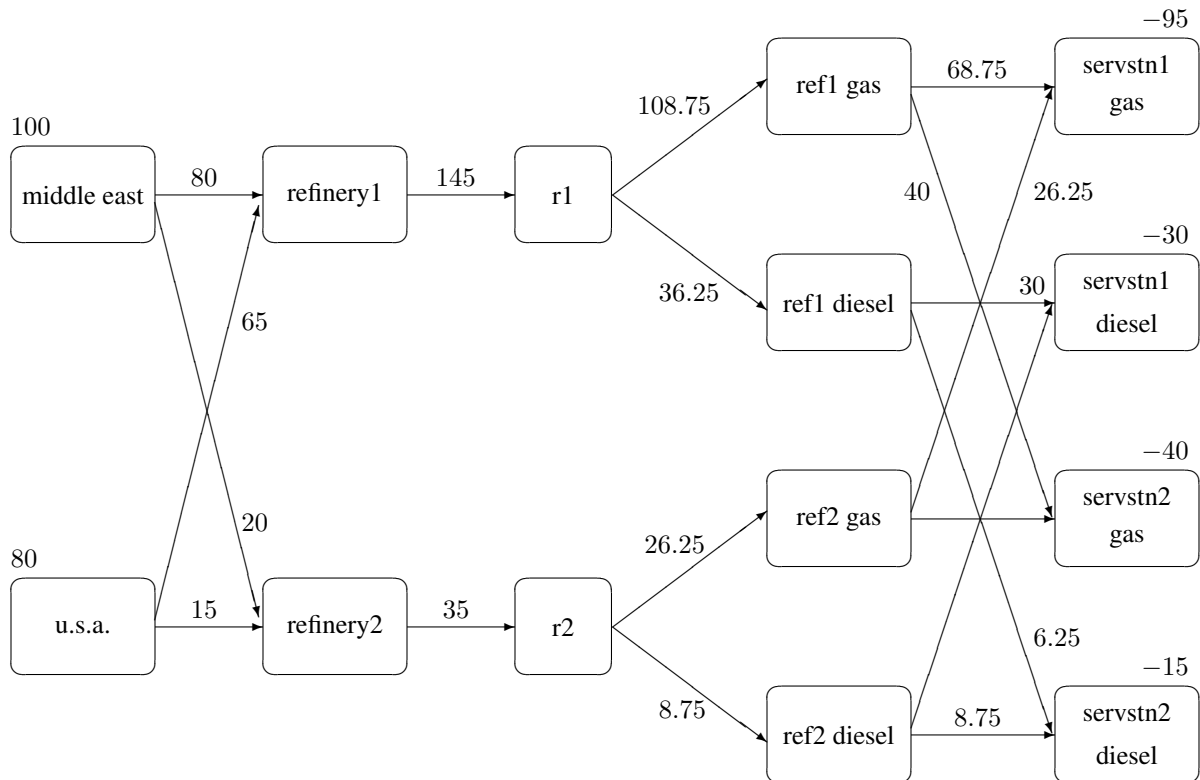 −95
ref1 gas
68.75
servstn1
gas
108.75
100
middle east
80
refinery1
145
r1
40
26.25
−30
36.25
ref1 diesel
30
servstn1
diesel
65
−40
ref2 gas
servstn2
gas
20
26.25
80
u.s.a.
15
refinery2
35
r2
6.25
−15
8.75
ref2 diesel
8.75
servstn2
diesel